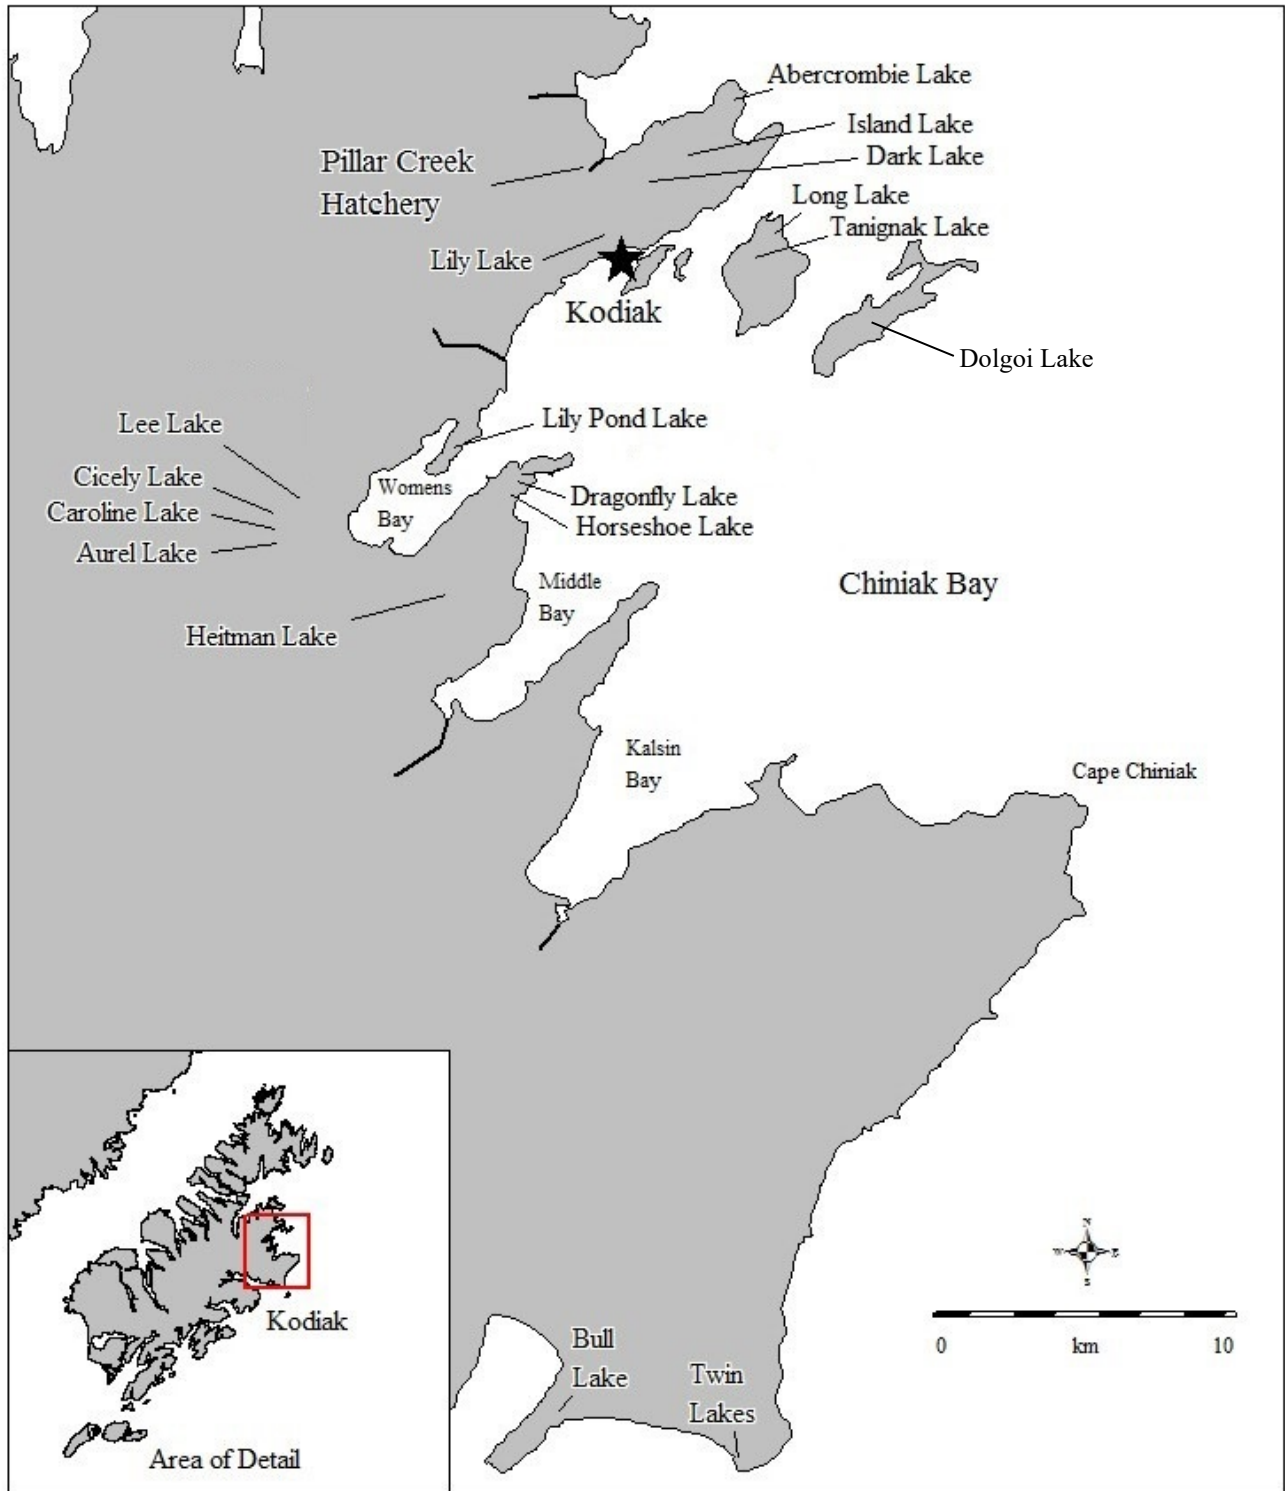 Abercrombie Lake
Island Lake
Dark Lake
Pillar Creek
Hatchery
Long Lake
Tanignak Lake
Lily Lake
Kodiak
Dolgoi Lake
Lee Lake
Lily Pond Lake
Cicely Lake
Womens
Bay
Dragonfly Lake
Caroline Lake
Horseshoe Lake
Aurel Lake
Middle
Bay
Chiniak Bay
Heitman Lake
Kalsin
Bay
Cape Chiniak
N
W E
S
Kodiak
0 km 10
Bull
Lake
Twin
Lakes
Area of Detail